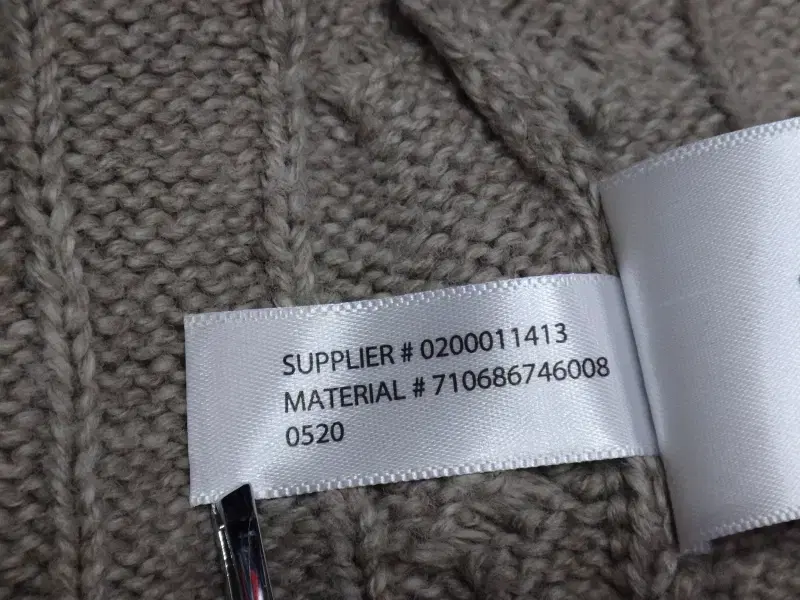 SUPPLIER # 0200011413
MATERIAL # 710686746008
0520